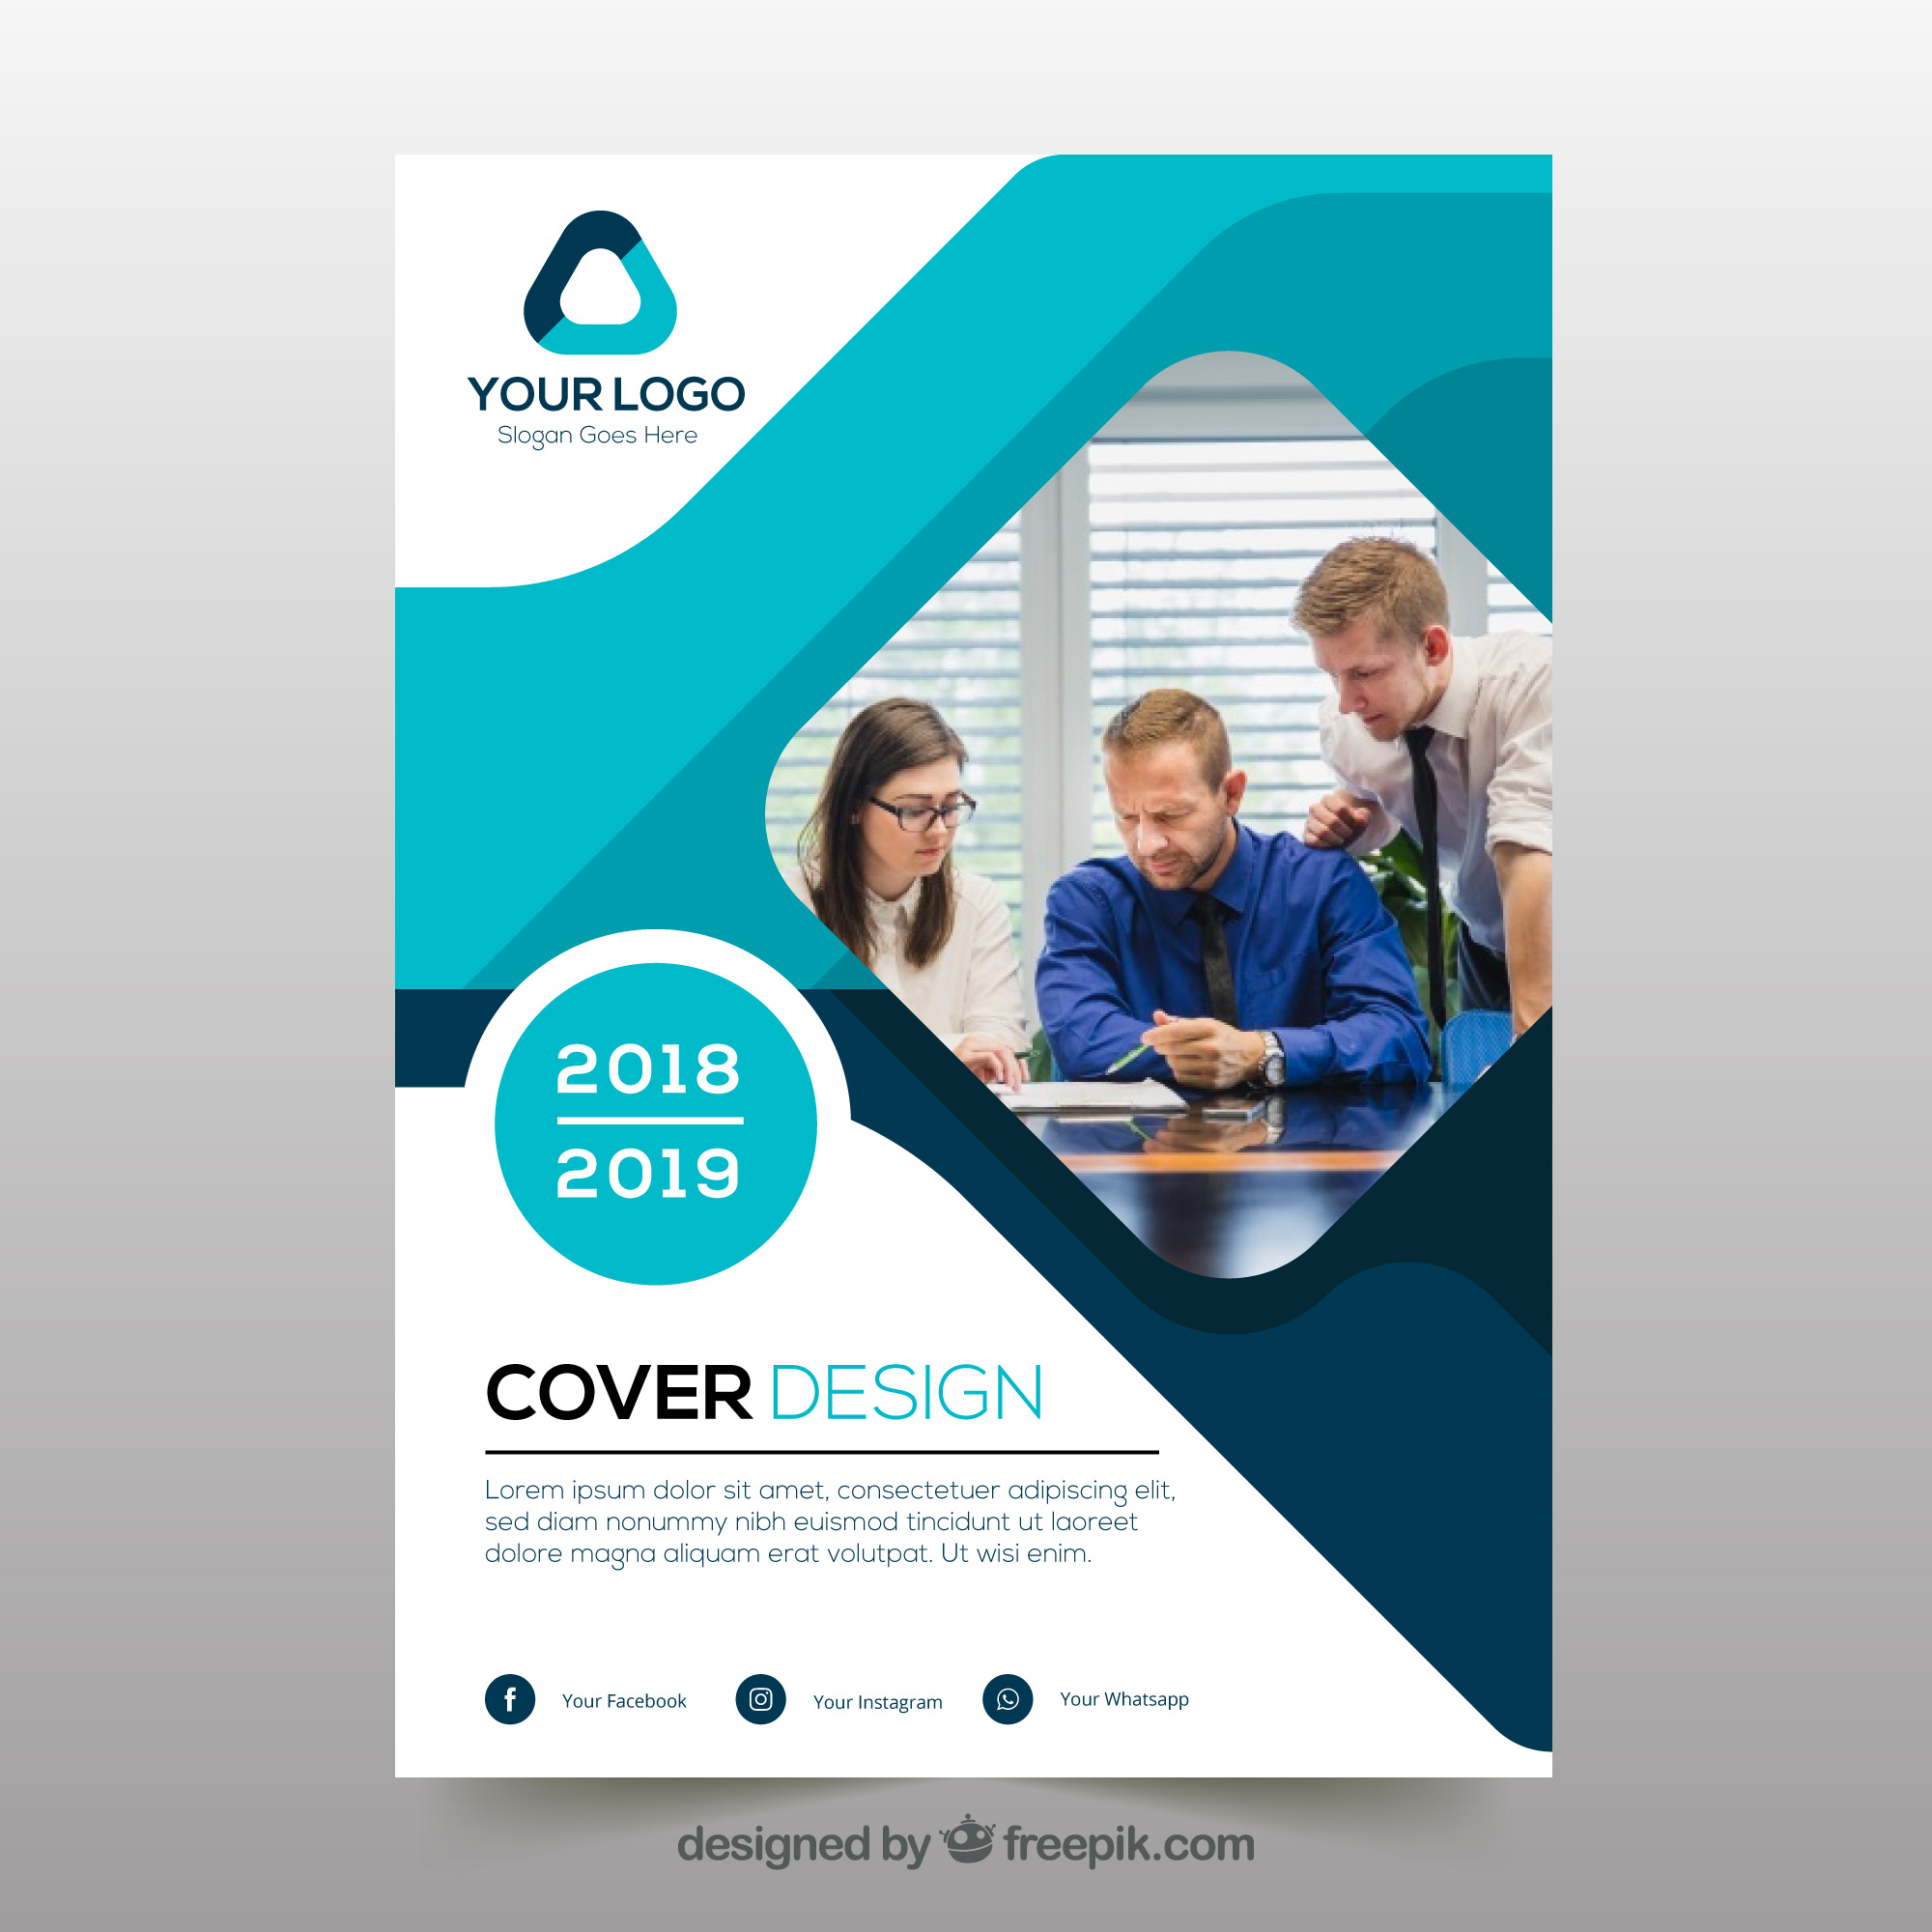 YOUR LOGO
Slogan Goes Here
2018
2019
COVER DESIGN
Lorem ipsum dolor sit amet, consectetuer adipiscing elit,
sed diam nonummy nibh euismod tincidunt ut laoreet
dolore magna aliquam erat volutpat. Ut wisi enim.
Your Facebook
Your Instagram
Your Whatsapp
designed by freepik.com